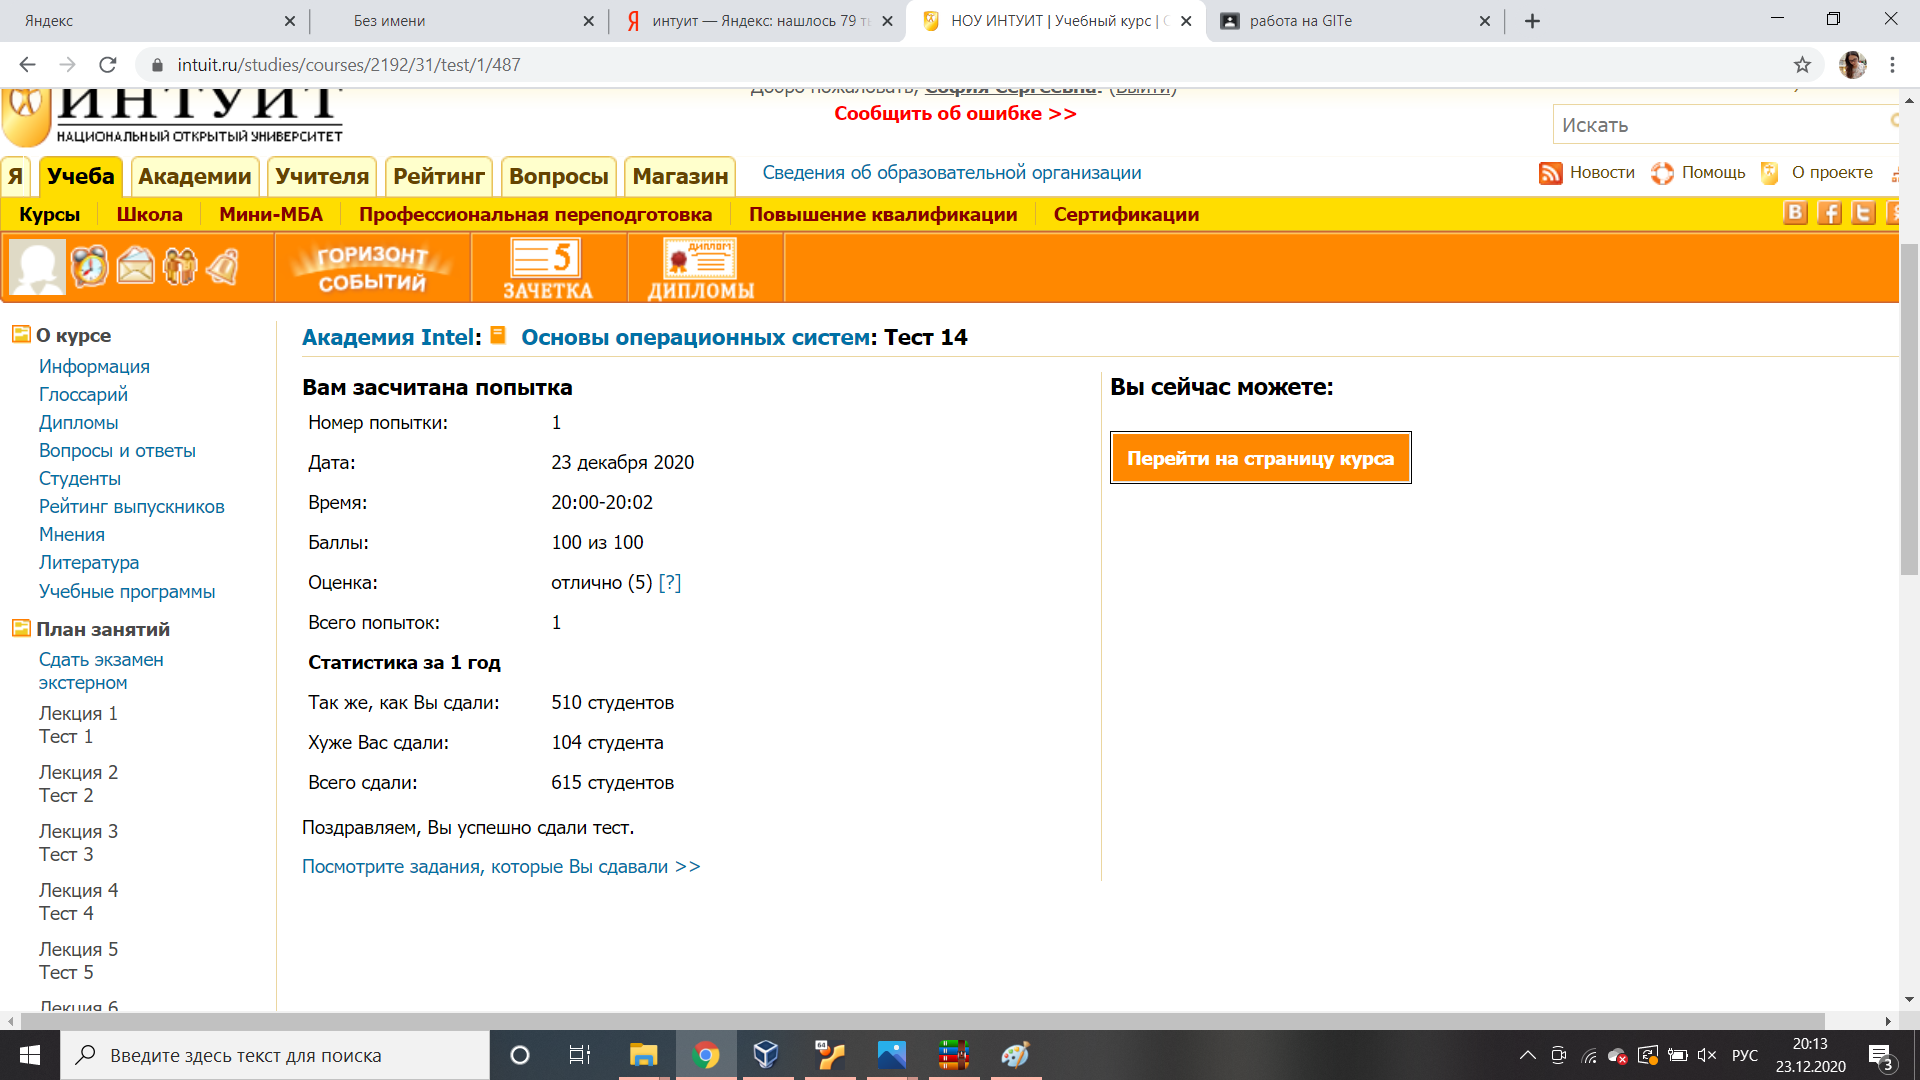 Яндекс
Без имени
интуит — Яндекс: нашлось 79 т
НОУ ИНТУИТ | Учебный курс |
работа на GITe
intuit.ru/studies/courses/2192/31/test/1/487
ИНТУИТ
НАЦИОНАЛЬНЫЙ ОТКРЫТЫЙ УНИВЕРСИТЕТ
Добро пожаловать, София Сергеевна! (Выйти)
Сообщить об ошибке >>
Искать
Я
Учеба
Академии
Учителя
Рейтинг
Вопросы
Магазин
Сведения об образовательной организации
Новости
Помощь
О проекте
Курсы
Школа
Мини-МБА
Профессиональная переподготовка
Повышение квалификации
Сертификации
ГОРИЗОНТ
СОБЫТИЙ
5
ЗАЧЕТКА
ДИПЛОМ
ДИПЛОМЫ
О курсе
Информация
Глоссарий
Дипломы
Вопросы и ответы
Студенты
Рейтинг выпускников
Мнения
Литература
Учебные программы
План занятий
Сдать экзамен
экстерном
Лекция 1
Тест 1
Лекция 2
Тест 2
Лекция 3
Тест 3
Лекция 4
Тест 4
Лекция 5
Тест 5
Лекция 6
Академия Intel: Основы операционных систем: Тест 14
Вам засчитана попытка
Номер попытки: 1
Дата: 23 декабря 2020
Время: 20:00-20:02
Баллы: 100 из 100
Оценка: отлично (5) [?]
Всего попыток: 1
Статистика за 1 год
Так же, как Вы сдали: 510 студентов
Хуже Вас сдали: 104 студента
Всего сдали: 615 студентов
Поздравляем, Вы успешно сдали тест.
Посмотрите задания, которые Вы сдавали >>
Вы сейчас можете:
Перейти на страницу курса
Введите здесь текст для поиска
64
РУС
20:13
23.12.2020
3